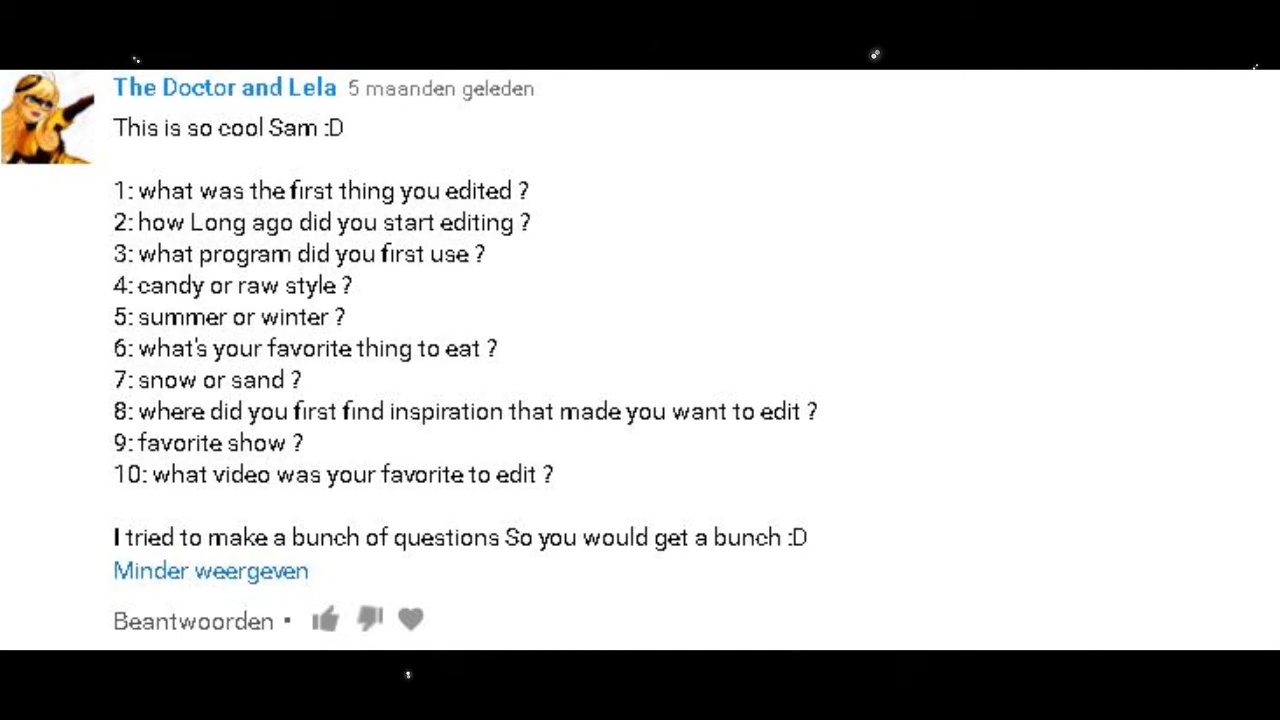 The Doctor and Lela 5 maanden geleden
This is so cool Sam :D
1: what was the first thing you edited ?
2: how Long ago did you start editing ?
3: what program did you first use ?
4: candy or raw style ?
5: summer or winter ?
6: what's your favorite thing to eat ?
7: snow or sand ?
8: where did you first find inspiration that made you want to edit ?
9: favorite show ?
10: what video was your favorite to edit ?
I tried to make a bunch of questions So you would get a bunch :D
Minder weergeven
Beantwoorden •